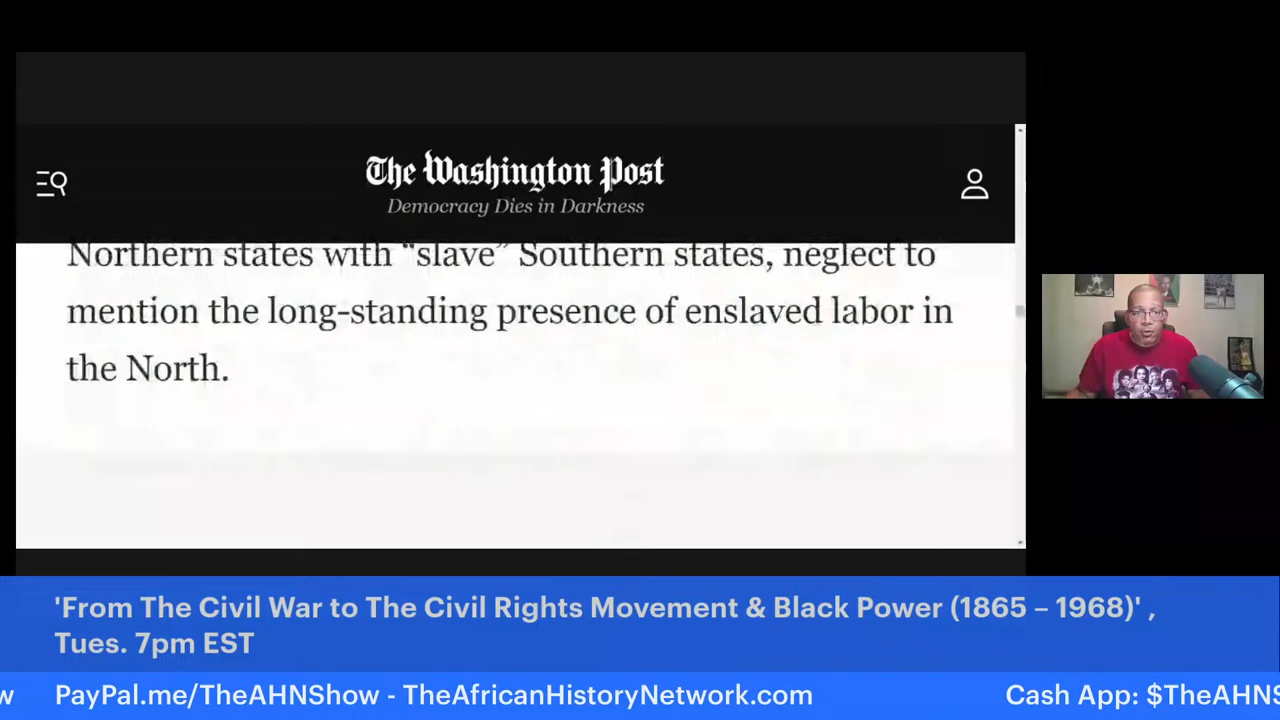 The Washington Post
Democracy Dies in Darkness
Northern states with “slave” Southern states, neglect to
mention the long-standing presence of enslaved labor in
the North.
'From The Civil War to The Civil Rights Movement & Black Power (1865 – 1968)' ,
Tues. 7pm EST
w PayPal.me/TheAHNShow - TheAfricanHistoryNetwork.com Cash App: $TheAHNS